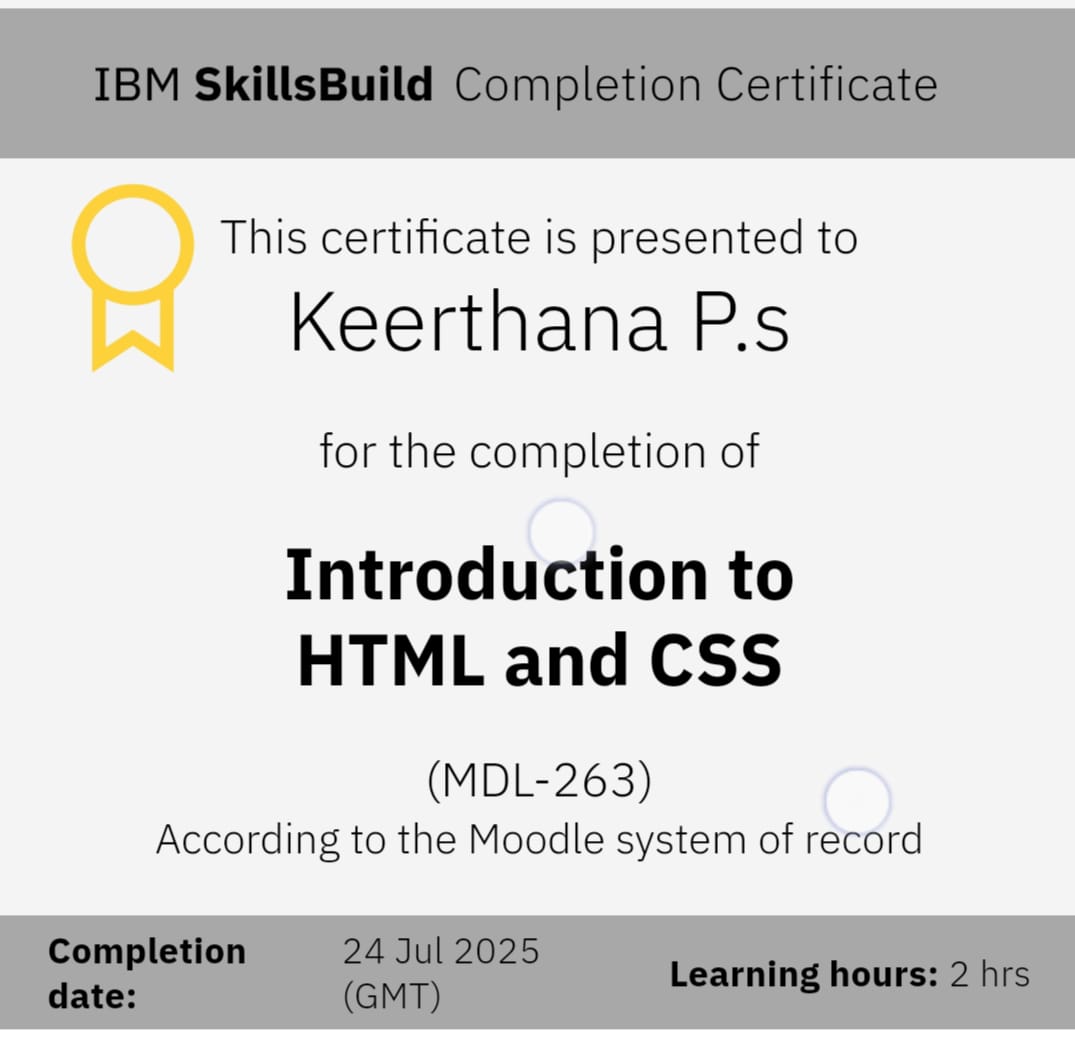 IBM SkillsBuild Completion Certificate
This certificate is presented to
Keerthana P.s
for the completion of
Introduction to
HTML and CSS
(MDL-263)
According to the Moodle system of record
Completion date: 24 Jul 2025 (GMT)
Learning hours: 2 hrs